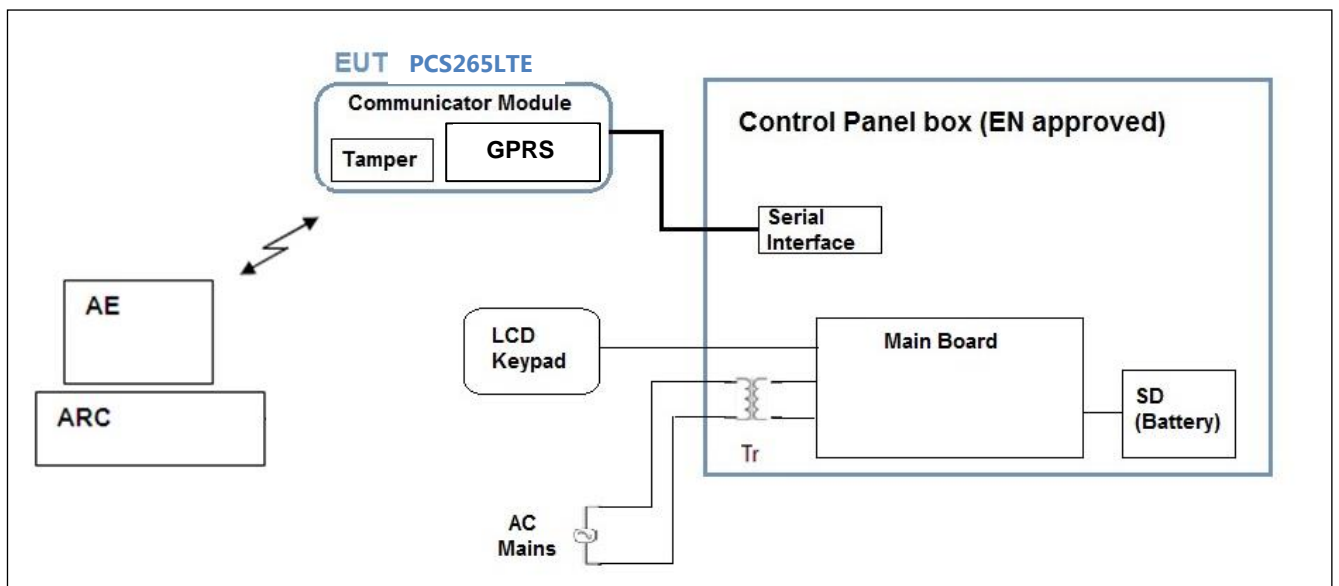 EUT PCS265LTE
Communicator Module
Tamper
GPRS
Control Panel box (EN approved)
Serial
Interface
AE
ARC
LCD
Keypad
Main Board
SD
(Battery)
Tr
AC
Mains